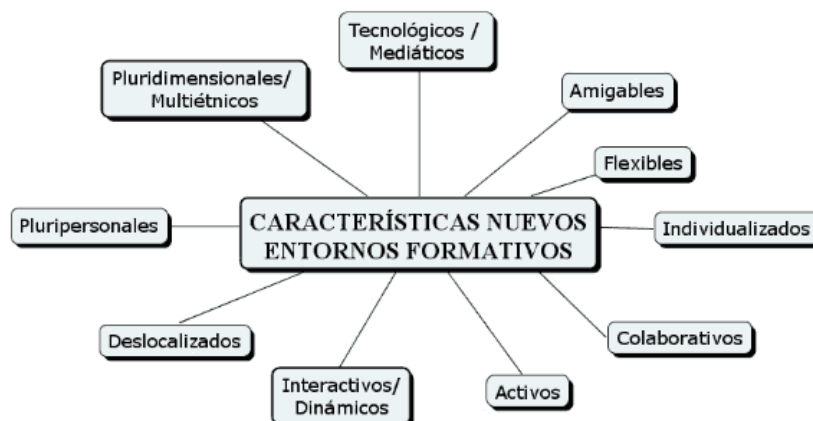 Tecnológicos /
Mediáticos
Pluridimensionales/
Multiétnicos
Amigables
Flexibles
Pluripersonales
CARACTERÍSTICAS NUEVOS
ENTORNOS FORMATIVOS
Individualizados
Deslocalizados
Colaborativos
Interactivos/
Dinámicos
Activos